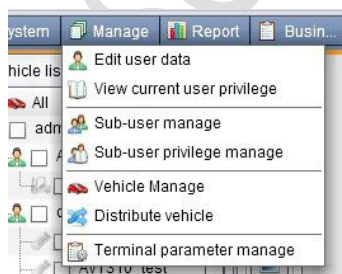 ystem Manage Report Busin...
Edit user data
hicle lis
View current user privilege
All
Sub-user manage
adm
Sub-user privilege manage
Vehicle Manage
Distribute vehicle
Terminal parameter manage
AVT310_test